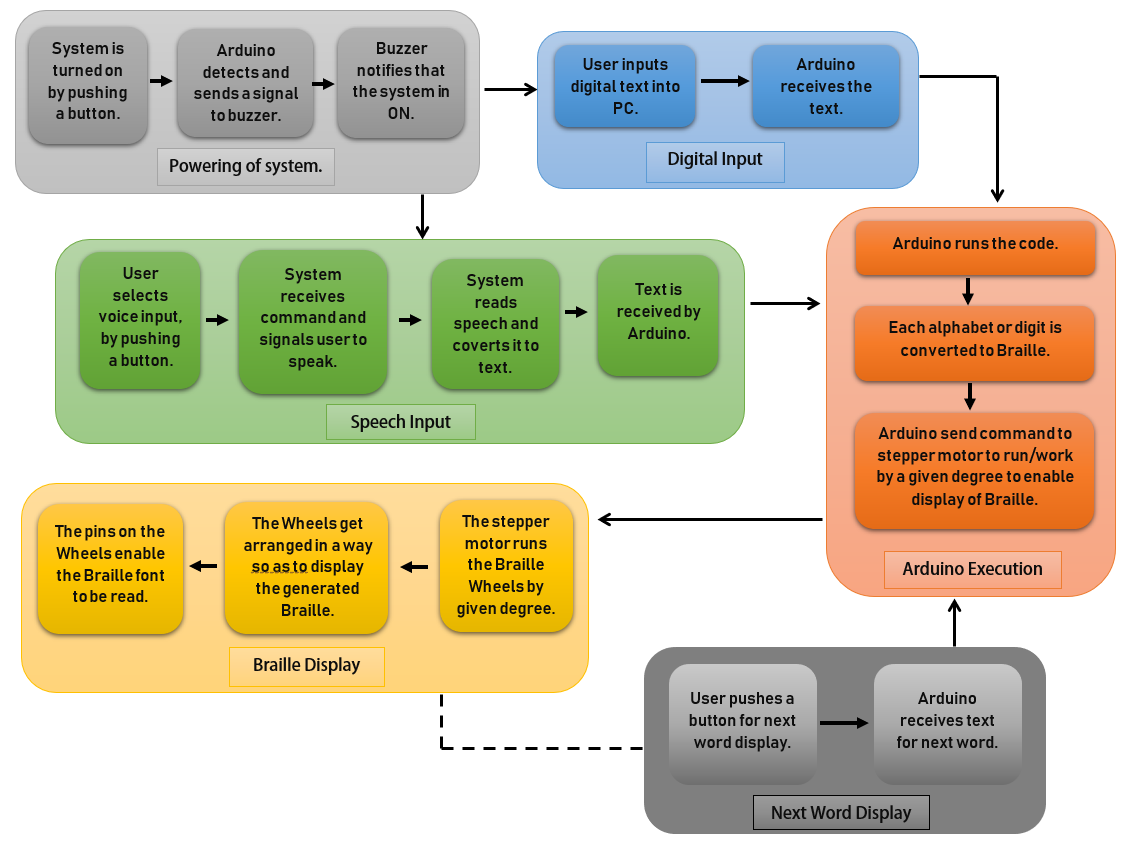 System is
turned on
by pushing
a button.
Arduino
detects and
sends a signal
to buzzer.
Buzzer
notifies that
the system in
ON.
Powering of system.
User inputs
digital text into
PC.
Arduino
receives the
text.
Digital Input
User
selects
voice input,
by pushing
a button.
System
receives
command and
signals user to
speak.
System
reads
speech and
coverts it to
text.
Text is
received by
Arduino.
Speech Input
Arduino runs the code.
Each alphabet or digit is
converted to Braille.
Arduino send command to
stepper motor to run/work
by a given degree to enable
display of Braille.
Arduino Execution
The stepper
motor runs
the Braille
Wheels by
given degree.
The Wheels get
arranged in a way
so as to display
the generated
Braille.
The pins on the
Wheels enable
the Braille font
to be read.
Braille Display
User pushes a
button for next
word display.
Arduino
receives text
for next word.
Next Word Display